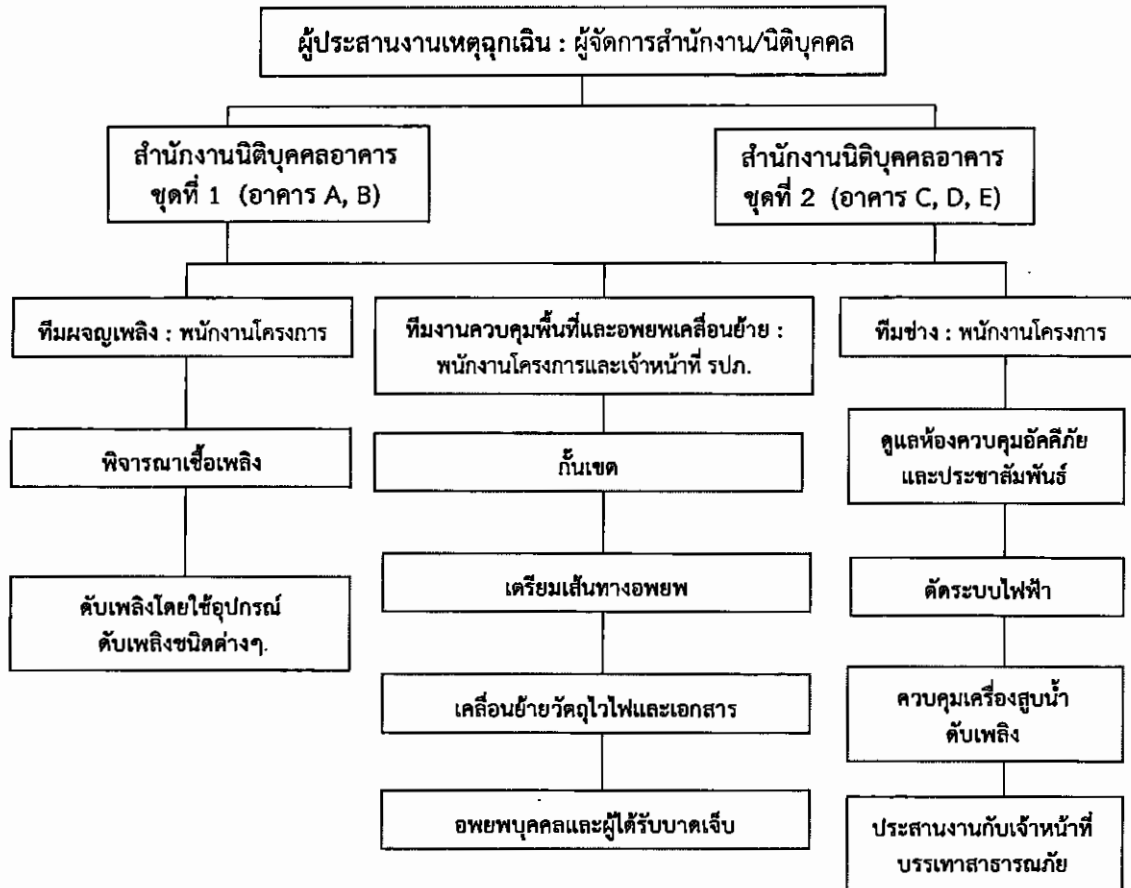 ผู้ประสานงานเหตุฉุกเฉิน : ผู้จัดการสำนักงาน/นิติบุคคล
สำนักงานนิติบุคคลอาคาร
ชุดที่ 1 (อาคาร A, B)
สำนักงานนิติบุคคลอาคาร
ชุดที่ 2 (อาคาร C, D, E)
ทีมผจญเพลิง : พนักงานโครงการ
พิจารณาเชื้อเพลิง
ดับเพลิงโดยใช้อุปกรณ์
ดับเพลิงชนิดต่างๆ.
ทีมงานควบคุมพื้นที่และอพยพเคลื่อนย้าย :
พนักงานโครงการและเจ้าหน้าที่ รปภ.
กั้นเขต
เตรียมเส้นทางอพยพ
เคลื่อนย้ายวัตถุไวไฟและเอกสาร
อพยพบุคคลและผู้ได้รับบาดเจ็บ
ทีมช่าง : พนักงานโครงการ
ดูแลห้องควบคุมอัคคีภัย
และประชาสัมพันธ์
ตัดระบบไฟฟ้า
ควบคุมเครื่องสูบน้ำ
ดับเพลิง
ประสานงานกับเจ้าหน้าที่
บรรเทาสาธารณภัย